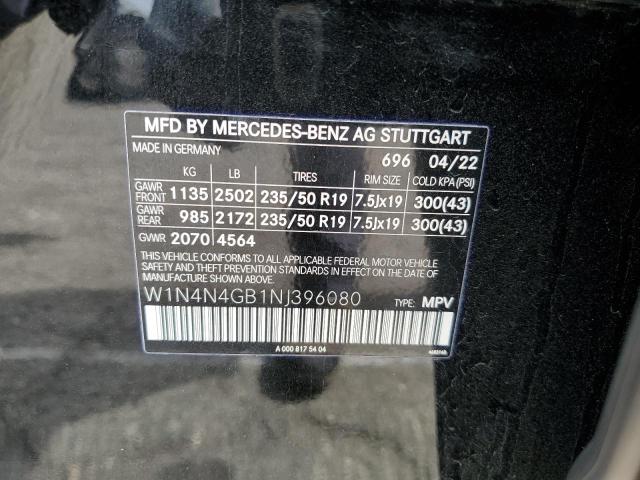 MFD BY MERCEDES-BENZ AG STUTTGART
MADE IN GERMANY 696 04/22
KG LB TIRES RIM SIZE COLD KPA (PSI)
GAWR FRONT 1135 2502 235/50 R19 7.5Jx19 300(43)
GAWR REAR 985 2172 235/50 R19 7.5Jx19 300(43)
GVWR 2070 4564
THIS VEHICLE CONFORMS TO ALL APPLICABLE FEDERAL MOTOR VEHICLE
SAFETY AND THEFT PREVENTION STANDARDS IN EFFECT ON THE DATE OF
MANUFACTURE SHOWN ABOVE.
W1N4N4GB1NJ396080 TYPE: MPV
A 000 817 54 04